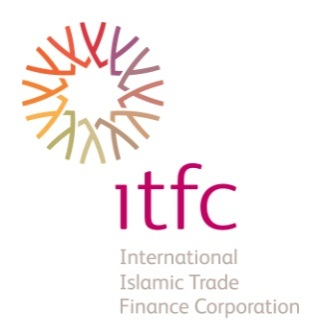 itfc
International
Islamic Trade
Finance Corporation